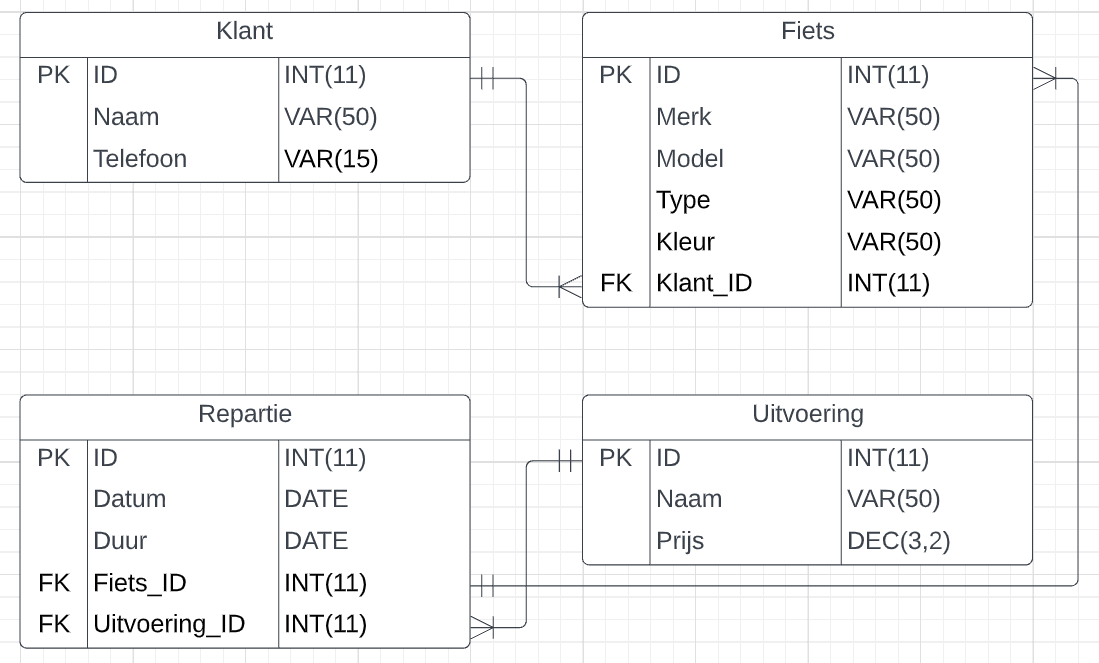 Klant
PK ID INT(11)
Naam VAR(50)
Telefoon VAR(15)
Fiets
PK ID INT(11)
Merk VAR(50)
Model VAR(50)
Type VAR(50)
Kleur VAR(50)
FK Klant_ID INT(11)
Repartie
PK ID INT(11)
Datum DATE
Duur DATE
FK Fiets_ID INT(11)
FK Uitvoering_ID INT(11)
Uitvoering
PK ID INT(11)
Naam VAR(50)
Prijs DEC(3,2)